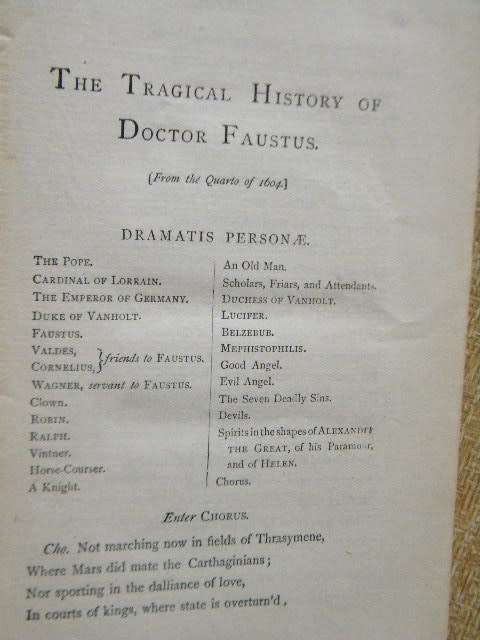 THE TRAGICAL HISTORY OF
DOCTOR FAUSTUS.
[From the Quarto of 1604.]
DRAMATIS PERSONÆ.
THE POPE.
CARDINAL OF LORRAIN.
THE EMPEROR OF GERMANY.
DUKE OF VANHOLT.
FAUSTUS.
VALDES,
CORNELIUS, } friends to FAUSTUS.
WAGNER, servant to FAUSTUS.
Clown.
ROBIN.
RALPH.
Vintner.
Horse-Courser.
A Knight.
An Old Man.
Scholars, Friars, and Attendants.
DUCHESS OF VANHOLT.
LUCIFER.
BELZEBUB.
MEPHISTOPHILIS.
Good Angel.
Evil Angel.
The Seven Deadly Sins.
Devils.
Spirits in the shapes of ALEXANDER
THE GREAT, of his Paramour,
and of HELEN.
Chorus.
Enter CHORUS.
Cho. Not marching now in fields of Thrasymene,
Where Mars did mate the Carthaginians;
Nor sporting in the dalliance of love,
In courts of kings, where state is overturn'd,